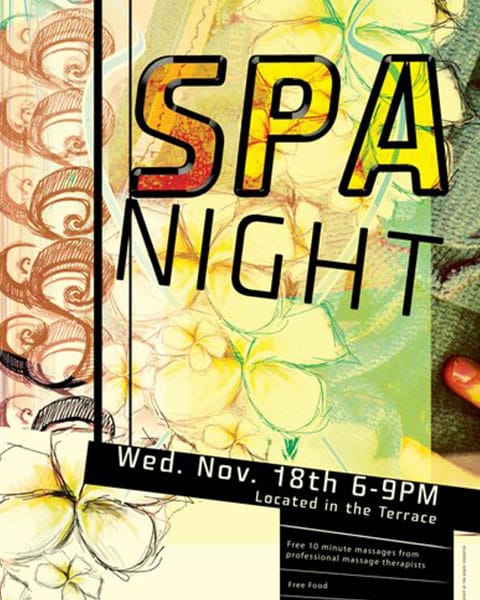 SPA
NIGHT
Wed. Nov. 18th 6-9PM
Located in the Terrace
Free 10 minute massages from
professional massage therapists
Free Food